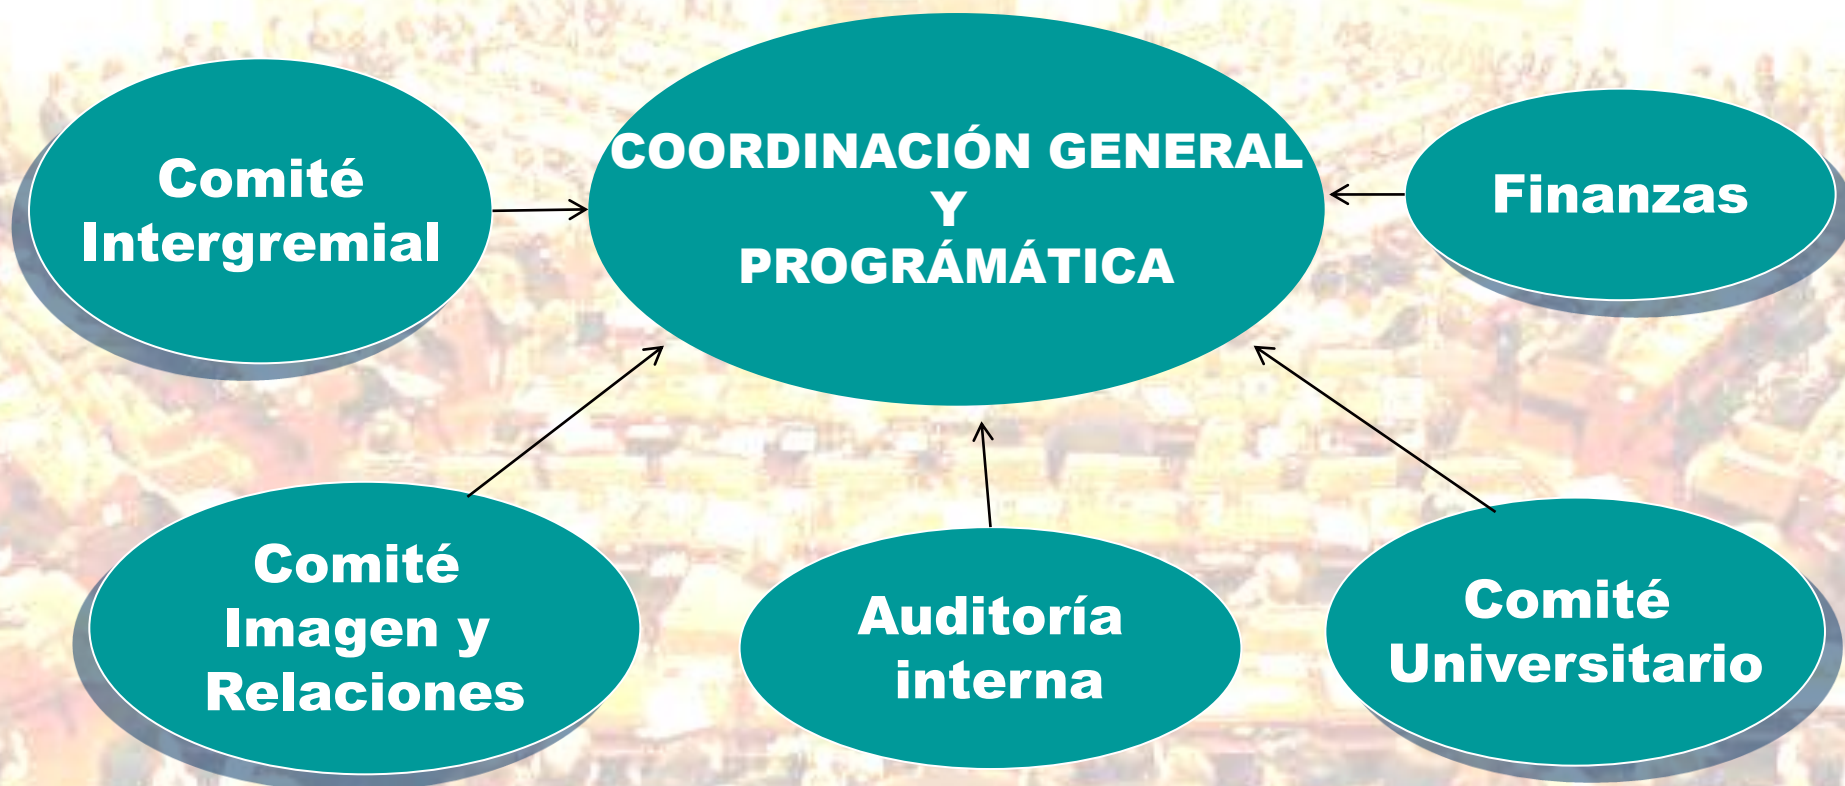 Comité
Intergremial
COORDINACIÓN GENERAL
Y
PROGRÁMÁTICA
Finanzas
Comité
Imagen y
Relaciones
Auditoría
interna
Comité
Universitario